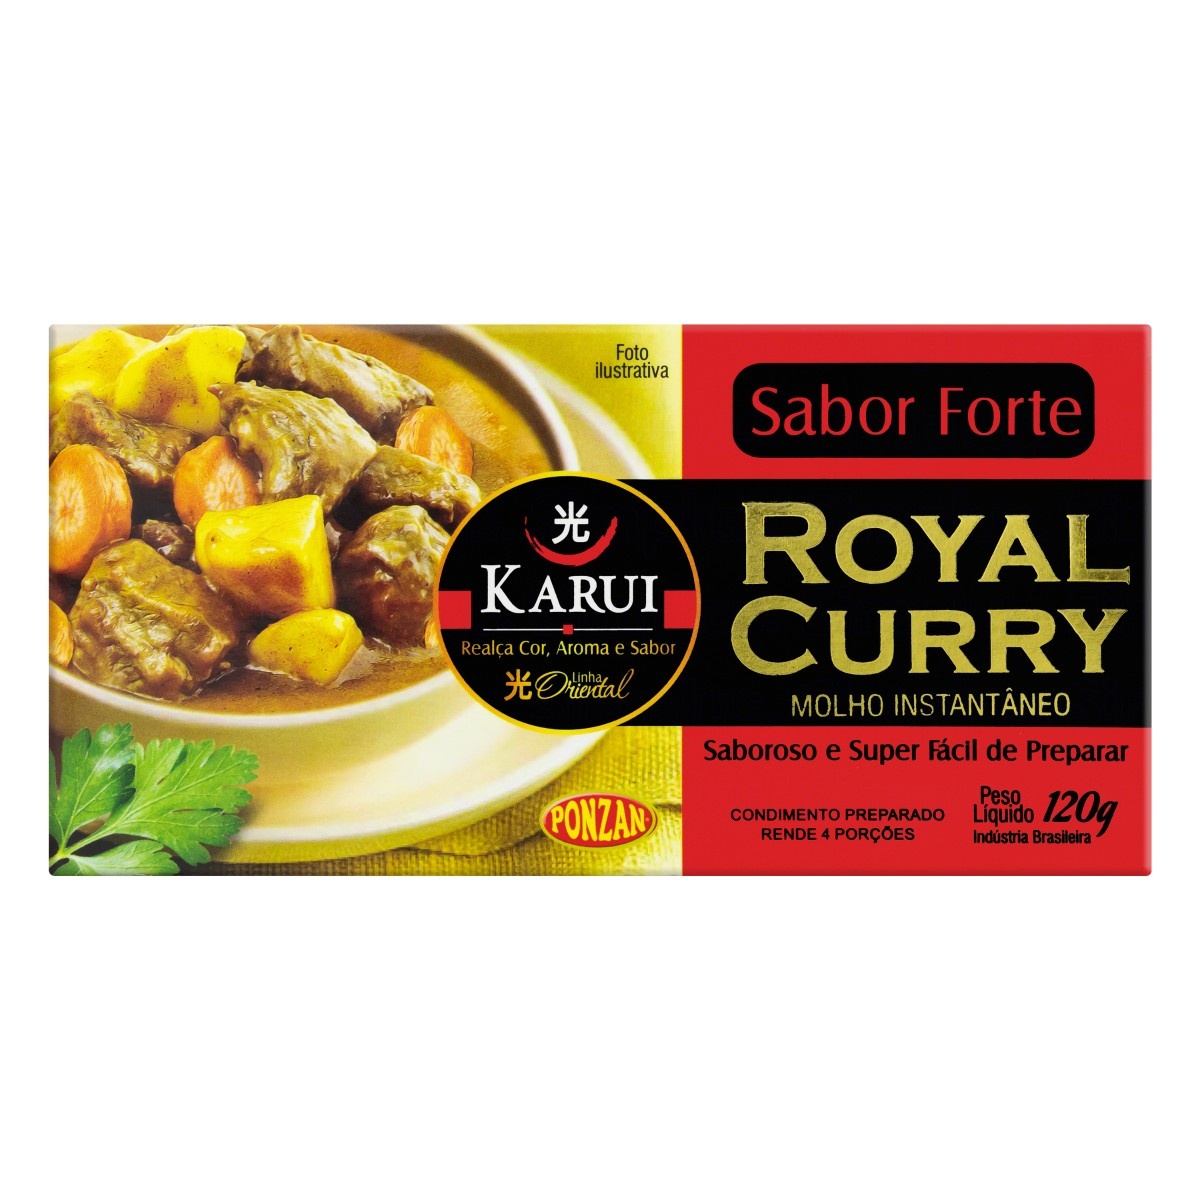 Foto
ilustrativa
Sabor Forte
光
KARUI
Realça Cor, Aroma e Sabor
光 Linha
Oriental
ROYAL
CURRY
MOLHO INSTANTÂNEO
Saboroso e Super Fácil de Preparar
PONZAN
CONDIMENTO PREPARADO
RENDE 4 PORÇÕES
Peso
Líquido 120g
Indústria Brasileira